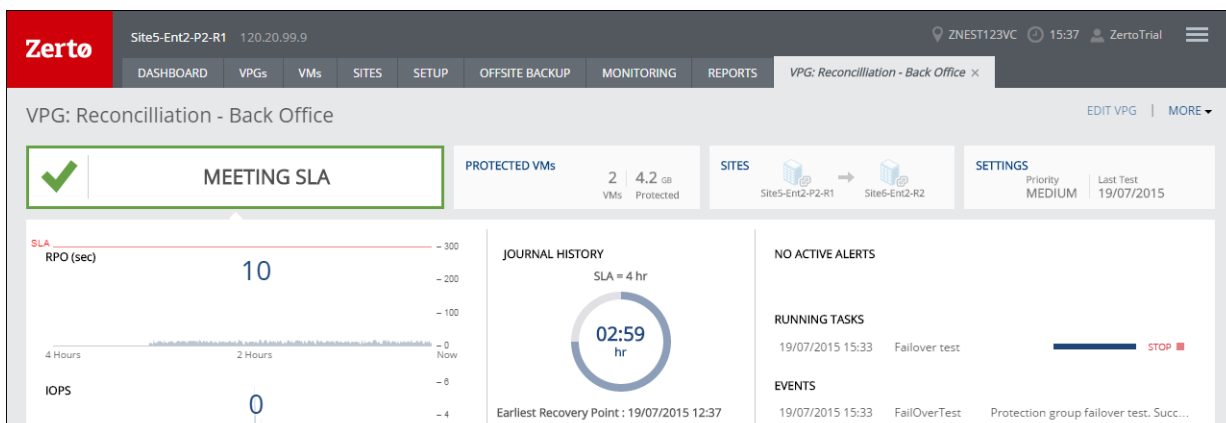 Zertø
Site5-Ent2-P2-R1 120.20.99.9
ZNEST123VC 15:37 ZertoTrial
DASHBOARD VPGs VMs SITES SETUP OFFSITE BACKUP MONITORING REPORTS VPG: Reconcilliation - Back Office ×
VPG: Reconcilliation - Back Office
EDIT VPG | MORE
MEETING SLA
PROTECTED VMs
2 4.2 GB
VMs Protected
SITES
Site5-Ent2-P2-R1 Site6-Ent2-R2
SETTINGS
Priority Last Test
MEDIUM 19/07/2015
SLA
RPO (sec)
10
300
200
100
0
4 Hours 2 Hours Now
IOPS
0
6
4
JOURNAL HISTORY
SLA = 4 hr
02:59
hr
Earliest Recovery Point : 19/07/2015 12:37
NO ACTIVE ALERTS
RUNNING TASKS
19/07/2015 15:33 Failover test STOP
EVENTS
19/07/2015 15:33 FailOverTest Protection group failover test. Succ...